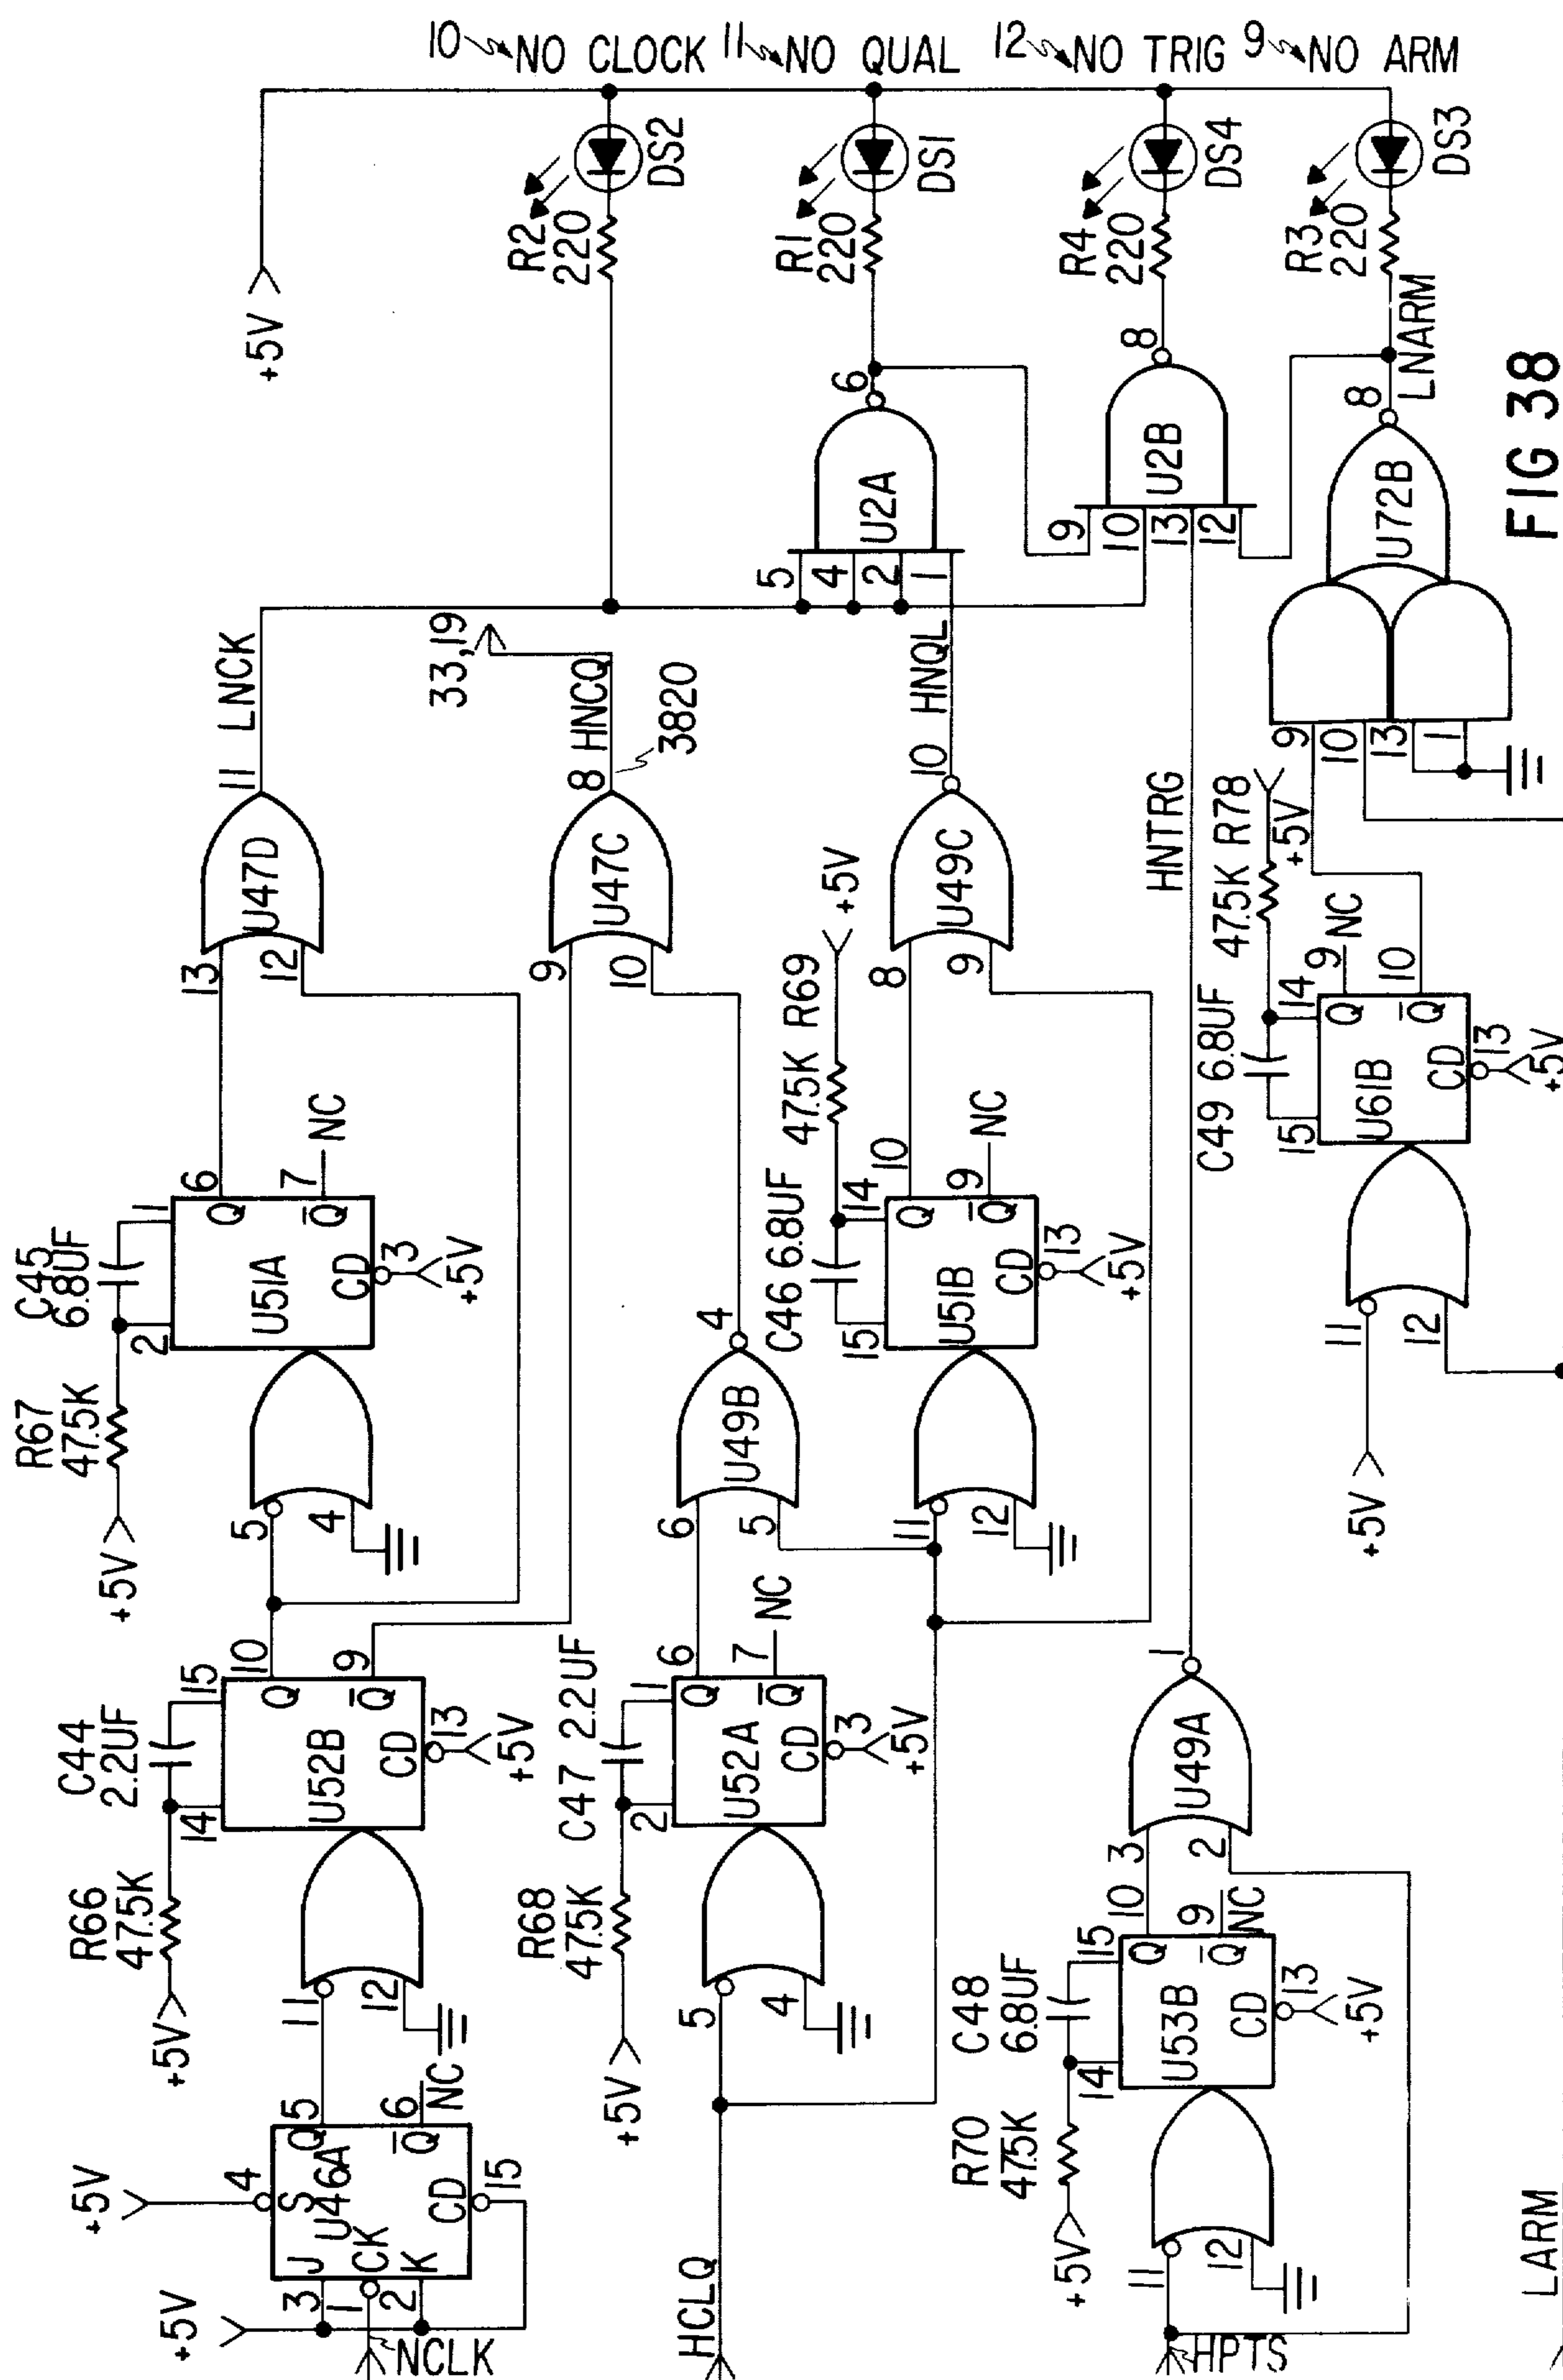 10 NO CLOCK 11 NO QUAL 12 NO TRIG 9 NO ARM
+5V
R2
220
DS2
R1
220
DS1
R4
220
DS4
R3
220
DS3
LNARM
FIG 38
6
8
8
U2A
U2B
U72B
5
4
2
1
9
10
13
12
9
10
13
1
LNCK
11
33,19
HNCQ
8
3820
HNQL
10
HNTRG
U47D
13
12
U47C
9
10
U49C
8
9
47.5K R69
+5V
47.5K R78
+5V
C45
6.8UF
1
2
6
Q
7
Q
NC
U51A
CD
3
+5V
R67
47.5K
+5V
5
4
C46 6.8UF
14
15
10
Q
9
Q
NC
U51B
CD
13
+5V
4
U49B
6
5
11
12
C49 6.8UF
14
15
9
NC
Q
10
Q
U61B
CD
13
+5V
11
12
+5V
C44
2.2UF
15
14
10
Q
9
Q
U52B
CD
13
+5V
R66
47.5K
+5V
11
12
C47 2.2UF
1
2
6
Q
7
Q
NC
U52A
CD
3
+5V
R68
47.5K
+5V
5
4
1
U49A
3
2
C48
6.8UF
15
14
10
Q
9
Q
NC
U53B
CD
13
+5V
R70
47.5K
+5V
11
12
+5V
4
S
5
Q
6
Q
NC
U46A
J
CK
K
CD
15
3
1
2
+5V
NCLK
HCLQ
HPTS
LARM